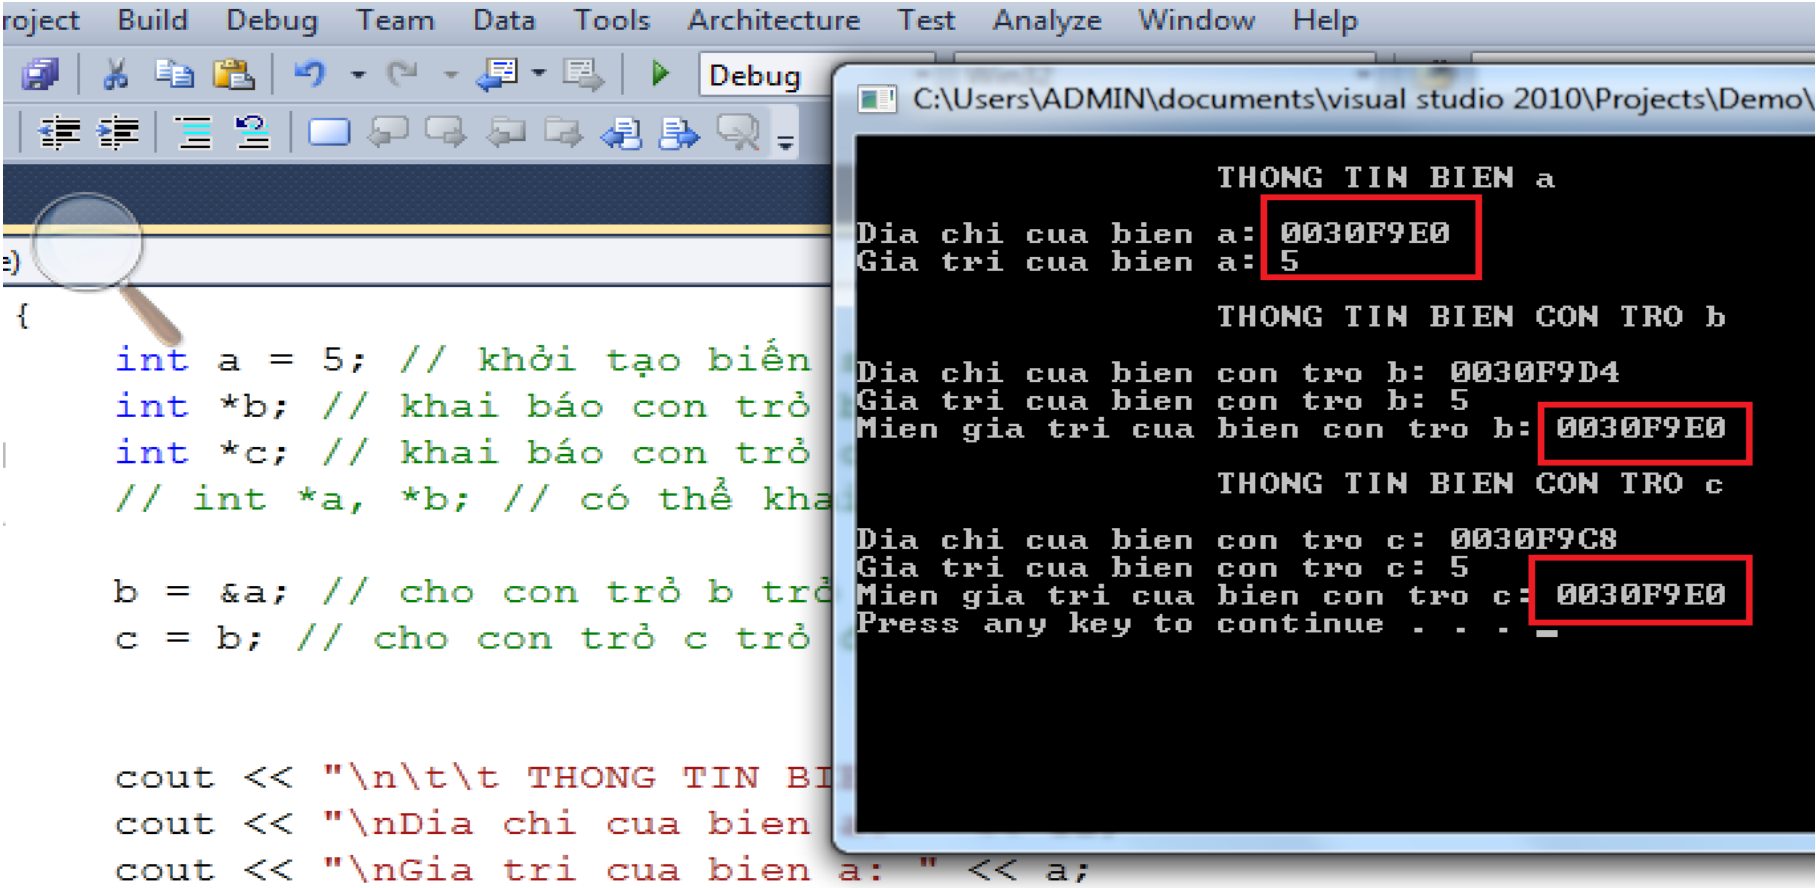 roject Build Debug Team Data Tools Architecture Test Analyze Window Help
Debug
C:\Users\ADMIN\documents\visual studio 2010\Projects\Demo\
THONG TIN BIEN a
Dia chi cua bien a: 0030F9E0
Gia tri cua bien a: 5
THONG TIN BIEN CON TRO b
Dia chi cua bien con tro b: 0030F9D4
Gia tri cua bien con tro b: 5
Mien gia tri cua bien con tro b: 0030F9E0
THONG TIN BIEN CON TRO c
Dia chi cua bien con tro c: 0030F9C8
Gia tri cua bien con tro c: 5
Mien gia tri cua bien con tro c: 0030F9E0
Press any key to continue . . .
e)
{
int a = 5; // khởi tạo biến
int *b; // khai báo con trỏ
int *c; // khai báo con trỏ
// int *a, *b; // có thể kha
b = &a; // cho con trỏ b trỏ
c = b; // cho con trỏ c trỏ
cout << "\n\t\t THONG TIN BI
cout << "\nDia chi cua bien
cout << "\nGia tri cua bien a: " << a;